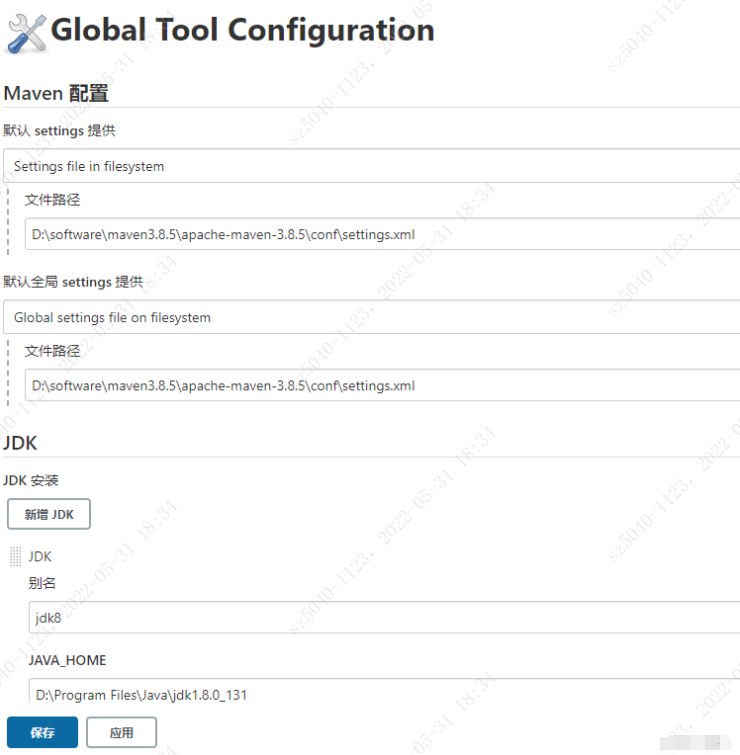 Global Tool Configuration
Maven 配置
默认 settings 提供
Settings file in filesystem
文件路径
D:\software\maven3.8.5\apache-maven-3.8.5\conf\settings.xml
默认全局 settings 提供
Global settings file on filesystem
文件路径
D:\software\maven3.8.5\apache-maven-3.8.5\conf\settings.xml
JDK
JDK 安装
新增 JDK
JDK
别名
jdk8
JAVA_HOME
D:\Program Files\Java\jdk1.8.0_131
保存 应用
sz5040-1123, 2022-05-31 18:34